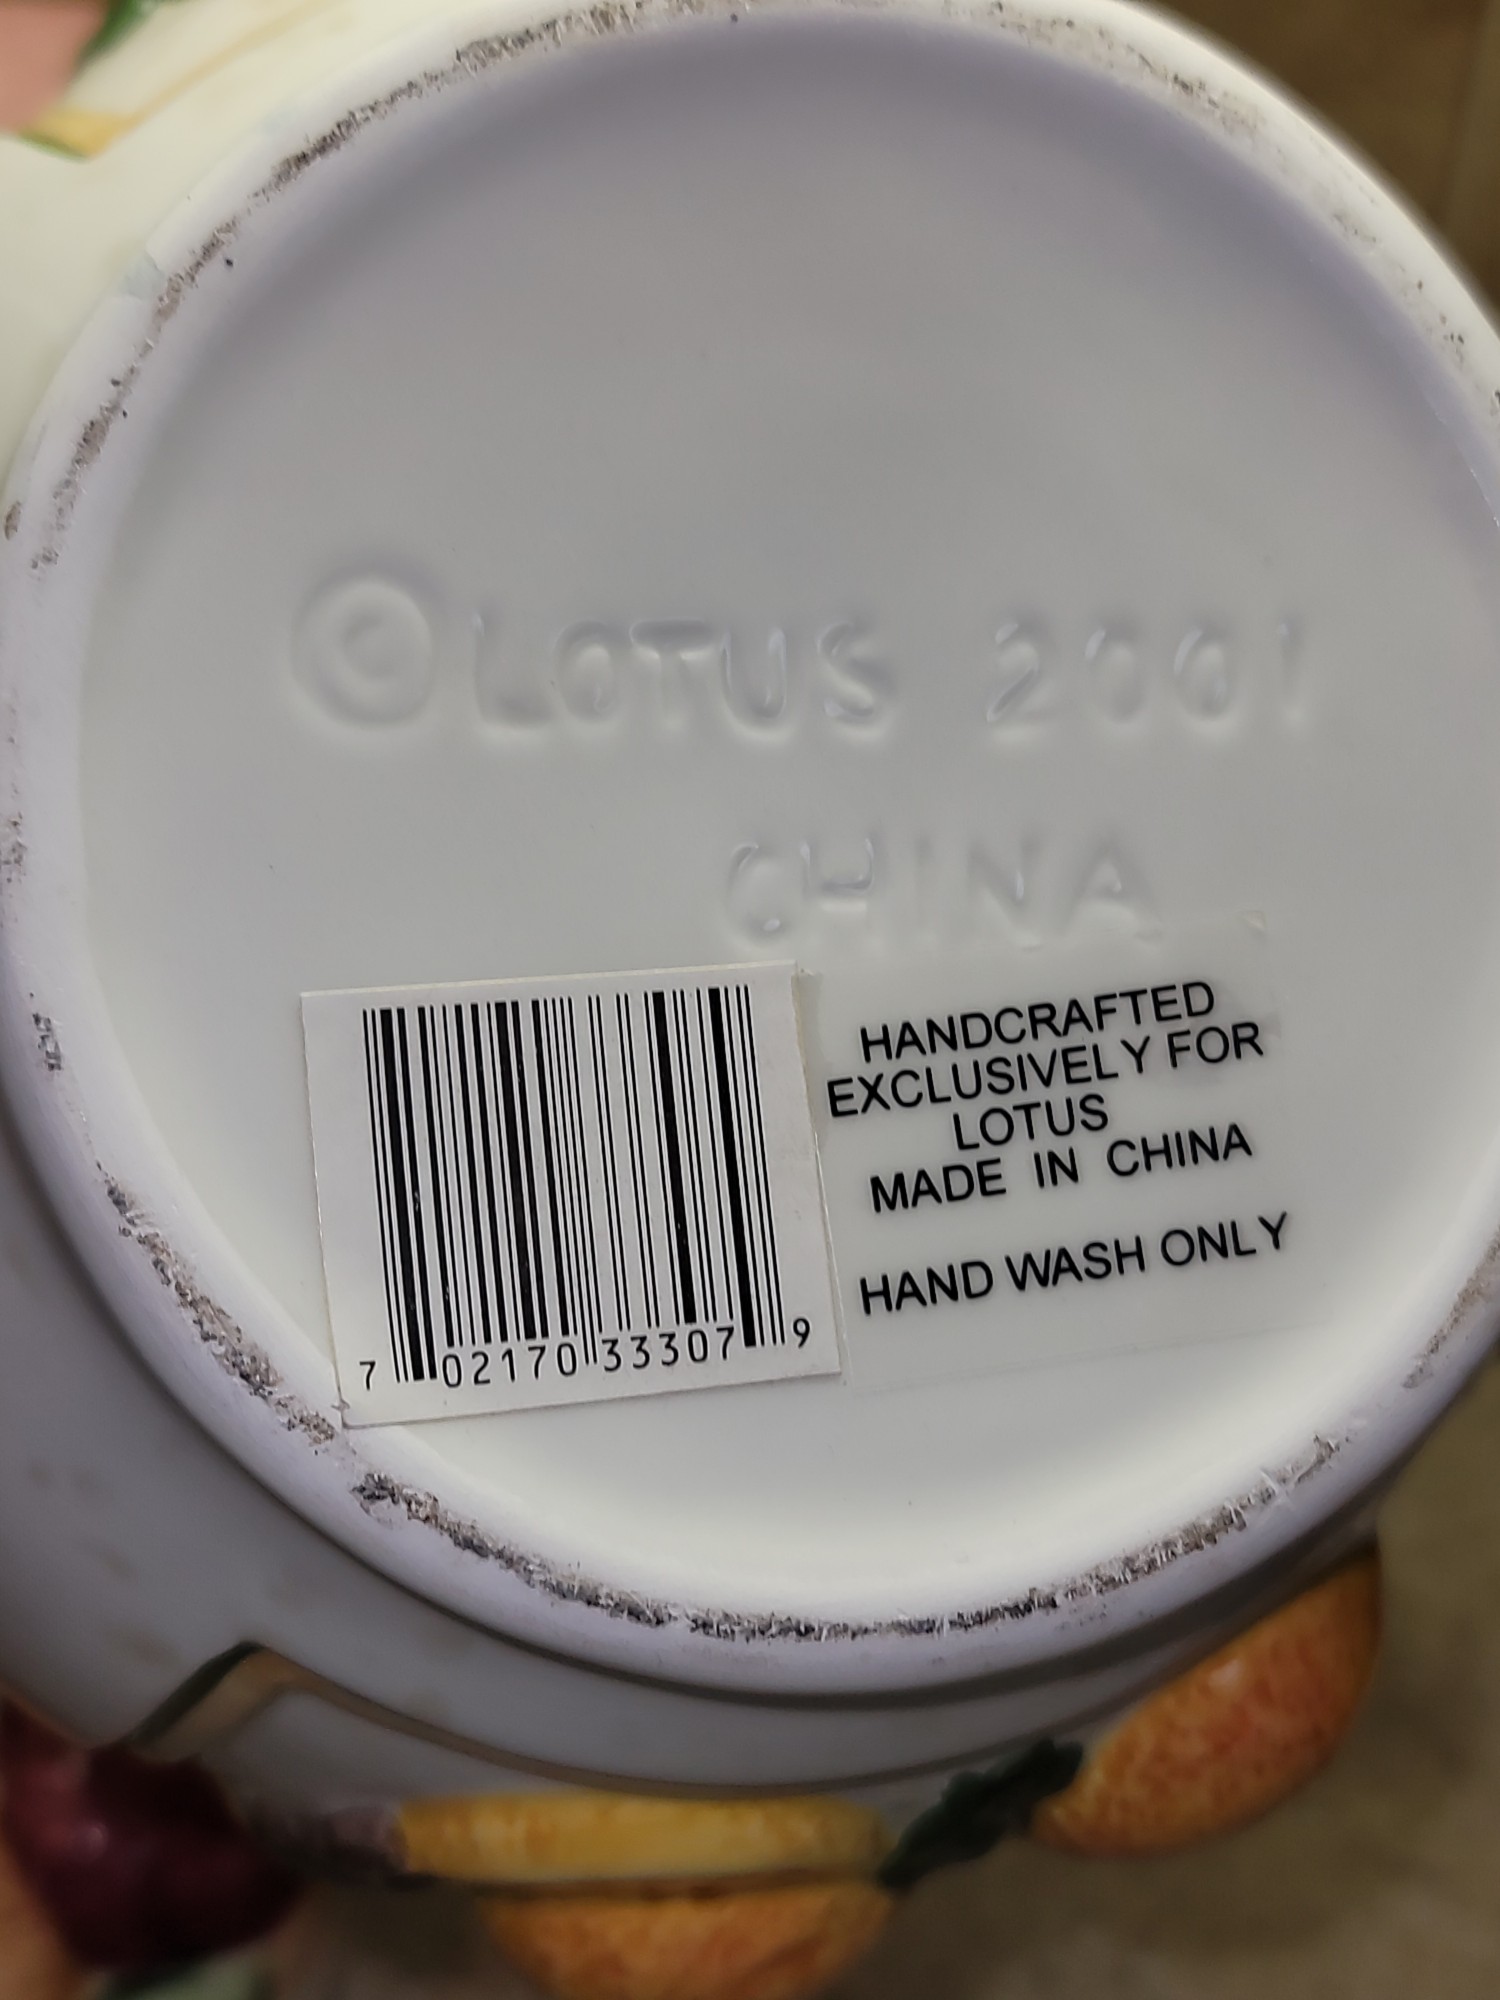 ©LOTUS 2001
CHINA
HANDCRAFTED
EXCLUSIVELY FOR
LOTUS
MADE IN CHINA
HAND WASH ONLY
7 02170 33307 9